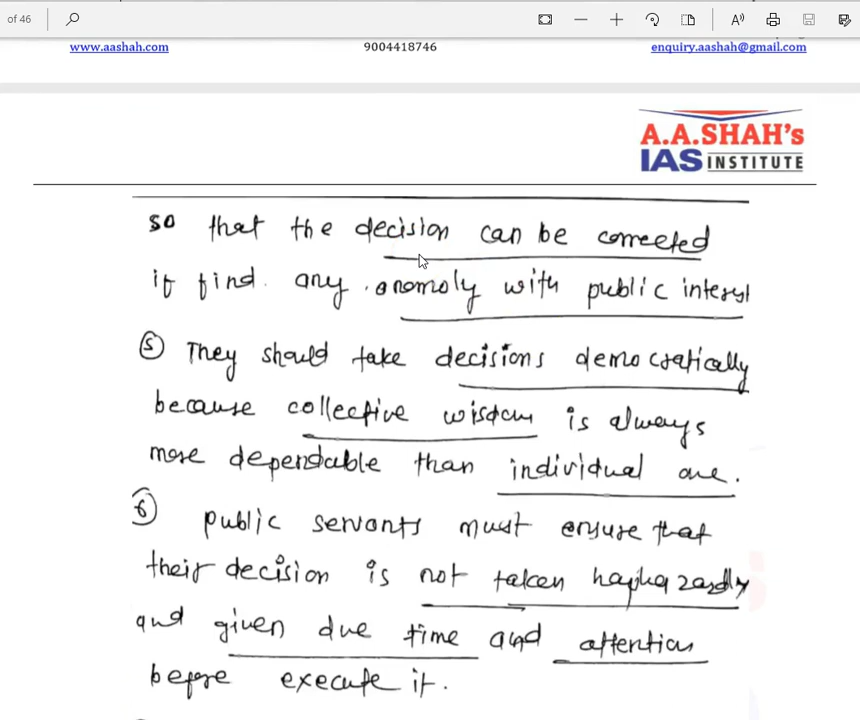 of 46
www.aashah.com 9004418746 enquiry.aashah@gmail.com
A.A.SHAH's
IAS INSTITUTE
so that the decision can be corrected
if find any anomoly with public interest
⑤ They should take decisions democratically
because collective wisdom is always
more dependable than individual one.
⑥ public servants must ensure that
their decision is not taken haphazardly
and given due time and attention
before execute it.